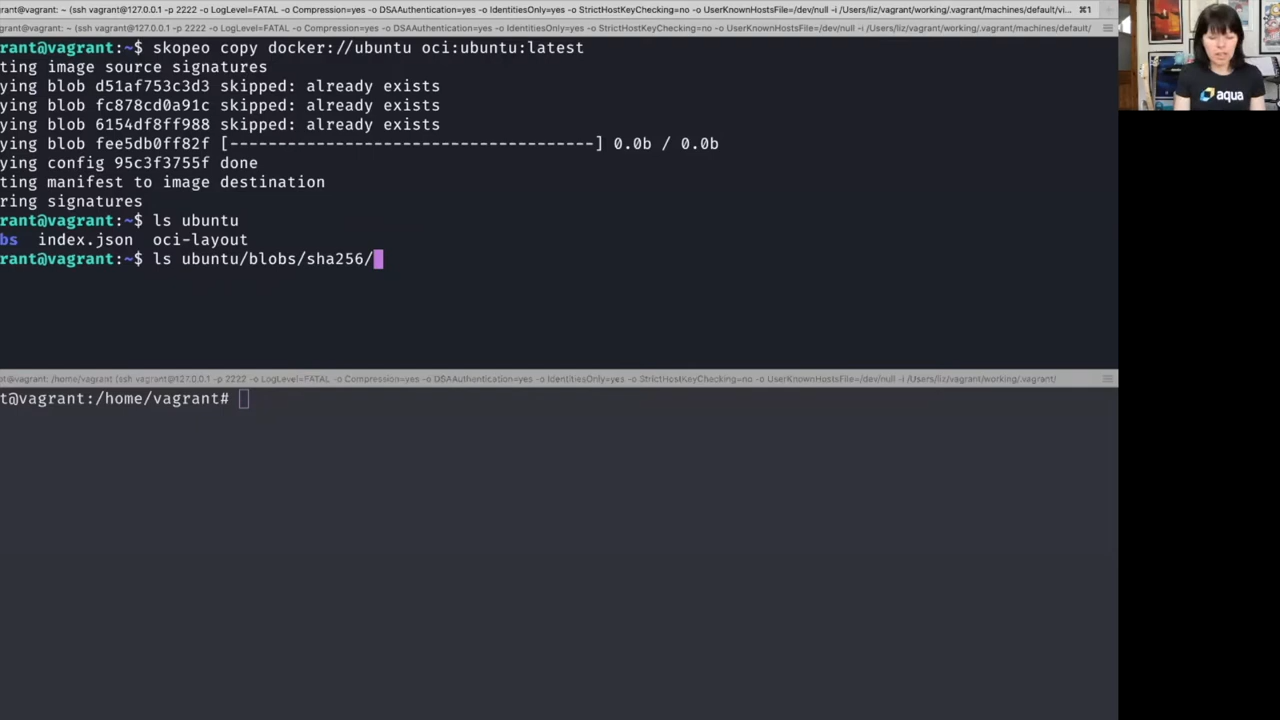 grant@vagrant: ~ (ssh vagrant@127.0.0.1 -p 2222 -o LogLevel=FATAL -o Compression=yes -o DSAAuthentication=yes -o IdentitiesOnly=yes -o StrictHostKeyChecking=no -o UserKnownHostsFile=/dev/null -i /Users/liz/vagrant/working/.vagrant/machines/default/vi... ⌘1
grant@vagrant: ~ (ssh vagrant@127.0.0.1 -p 2222 -o LogLevel=FATAL -o Compression=yes -o DSAAuthentication=yes -o IdentitiesOnly=yes -o StrictHostKeyChecking=no -o UserKnownHostsFile=/dev/null -i /Users/liz/vagrant/working/.vagrant/machines/default/
rant@vagrant:~$ skopeo copy docker://ubuntu oci:ubuntu:latest
ting image source signatures
ying blob d51af753c3d3 skipped: already exists
ying blob fc878cd0a91c skipped: already exists
ying blob 6154df8ff988 skipped: already exists
ying blob fee5db0ff82f [--------------------------------------] 0.0b / 0.0b
ying config 95c3f3755f done
ting manifest to image destination
ring signatures
rant@vagrant:~$ ls ubuntu
bs index.json oci-layout
rant@vagrant:~$ ls ubuntu/blobs/sha256/
ot@vagrant: /home/vagrant (ssh vagrant@127.0.0.1 -p 2222 -o LogLevel=FATAL -o Compression=yes -o DSAAuthentication=yes -o IdentitiesOnly=yes -o StrictHostKeyChecking=no -o UserKnownHostsFile=/dev/null -i /Users/liz/vagrant/working/.vagrant/
t@vagrant:/home/vagrant#
aqua